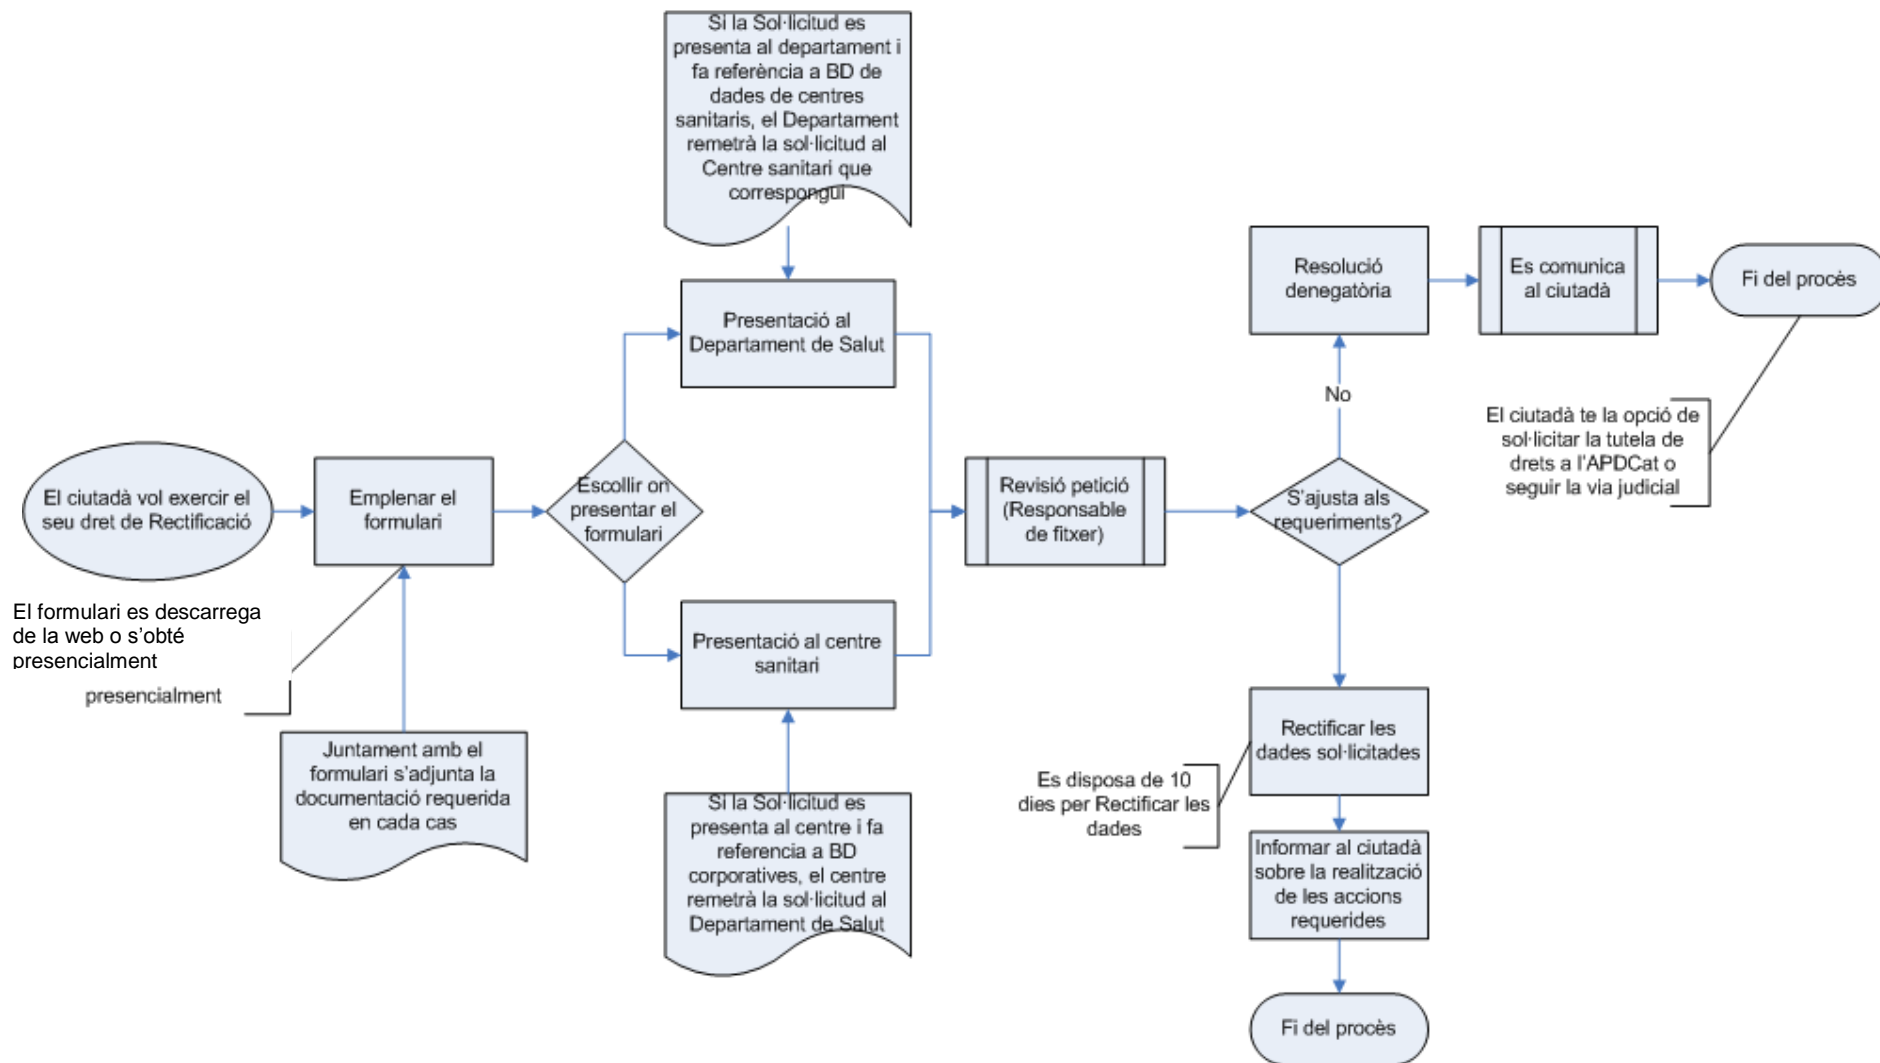 Si la Sol·licitud es
presenta al departament i
fa referència a BD de
dades de centres
sanitaris, el Departament
remetrà la sol·licitud al
Centre sanitari que
correspongui
Presentació al
Departament de Salut
El ciutadà vol exercir el
seu dret de Rectificació
Emplenar el
formulari
Escollir on
presentar el
formulari
El formulari es descarrega
de la web o s'obté
presencialment
presencialment
Juntament amb el
formulari s'adjunta la
documentació requerida
en cada cas
Presentació al centre
sanitari
Si la Sol·licitud es
presenta al centre i fa
referencia a BD
corporatives, el centre
remetrà la sol·licitud al
Departament de Salut
Revisió petició
(Responsable
de fitxer)
S'ajusta als
requeriments?
No
Resolució
denegatòria
Es comunica
al ciutadà
Fi del procès
El ciutadà te la opció de
sol·licitar la tutela de
drets a l'APDCat o
seguir la via judicial
Rectificar les
dades sol·licitades
Es disposa de 10
dies per Rectificar les
dades
Informar al ciutadà
sobre la realització
de les accions
requerides
Fi del procès